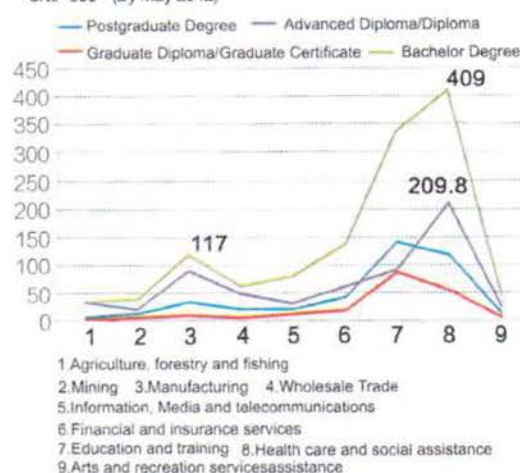 Postgraduate Degree Advanced Diploma/Diploma
Graduate Diploma/Graduate Certificate Bachelor Degree
450
400
350
300
250
200
150
100
50
0
117
409
209.8
1 2 3 4 5 6 7 8 9
1.Agriculture, forestry and fishing
2.Mining 3.Manufacturing 4.Wholesale Trade
5.Information, Media and telecommunications
6.Financial and insurance services
7.Education and training 8.Health care and social assistance
9.Arts and recreation servicesassistance